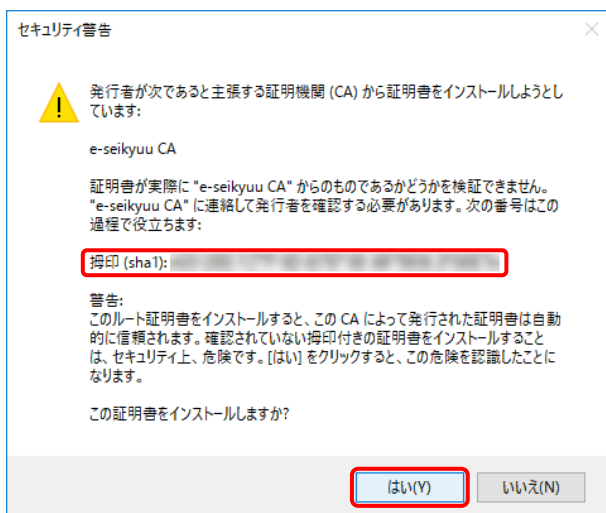 セキュリティ警告
発行者が次であると主張する証明機関 (CA) から証明書をインストールしようとし
ています:
e-seikyuu CA
証明書が実際に "e-seikyuu CA" からのものであるかどうかを検証できません。
"e-seikyuu CA" に連絡して発行者を確認する必要があります。次の番号はこの
過程で役立ちます:
拇印 (sha1):
警告:
このルート証明書をインストールすると、この CA によって発行された証明書は自動
的に信頼されます。確認されていない拇印付きの証明書をインストールすること
は、セキュリティ上、危険です。[はい] をクリックすると、この危険を認識したことに
なります。
この証明書をインストールしますか?
はい(Y)
いいえ(N)